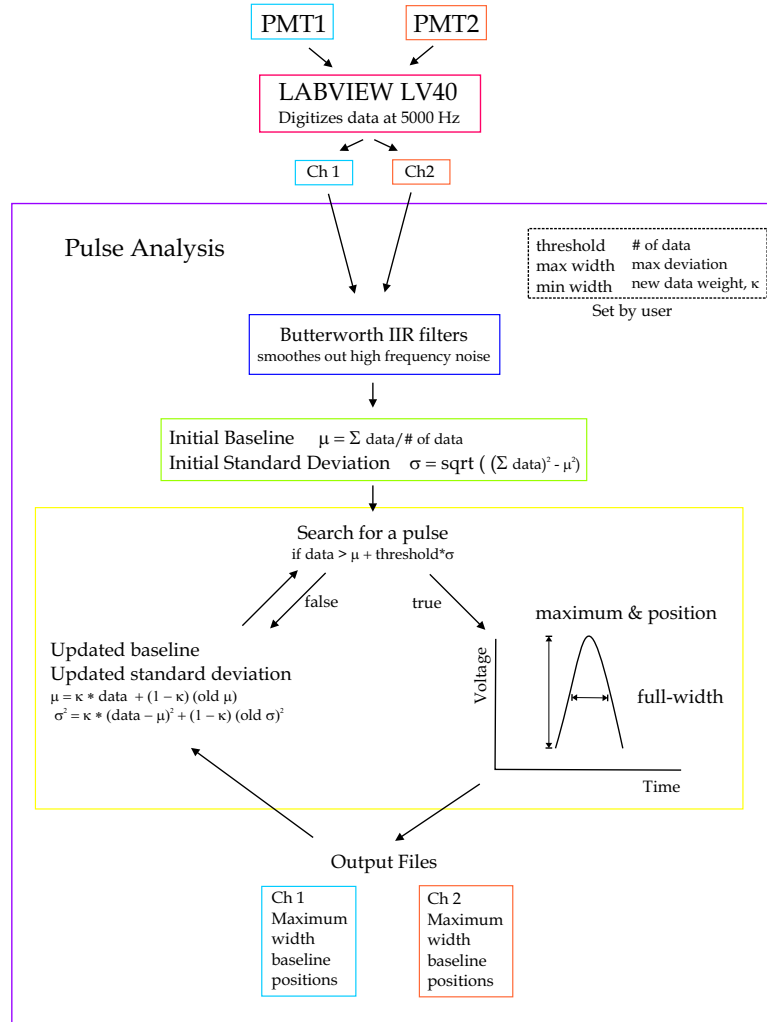 PMT1
PMT2
LABVIEW LV40
Digitizes data at 5000 Hz
Ch 1
Ch2
Pulse Analysis
threshold # of data
max width max deviation
min width new data weight, κ
Set by user
Butterworth IIR filters
smoothes out high frequency noise
Initial Baseline μ = Σ data/# of data
Initial Standard Deviation σ = sqrt ( (Σ data)² - μ²)
Search for a pulse
if data > μ + threshold*σ
false
true
maximum & position
Voltage
full-width
Time
Updated baseline
Updated standard deviation
μ = κ * data + (1 − κ) (old μ)
σ² = κ * (data − μ)² + (1 − κ) (old σ)²
Output Files
Ch 1
Maximum
width
baseline
positions
Ch 2
Maximum
width
baseline
positions